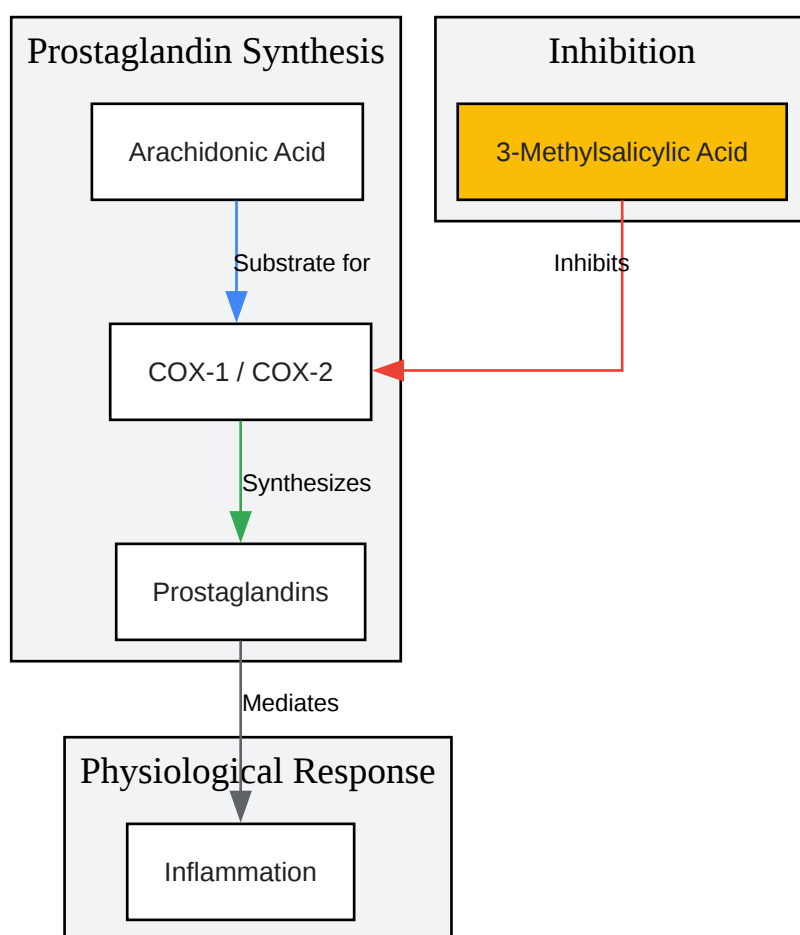 Prostaglandin Synthesis
Inhibition
Arachidonic Acid
3-Methylsalicylic Acid
Substrate for
Inhibits
COX-1 / COX-2
Synthesizes
Prostaglandins
Mediates
Physiological Response
Inflammation